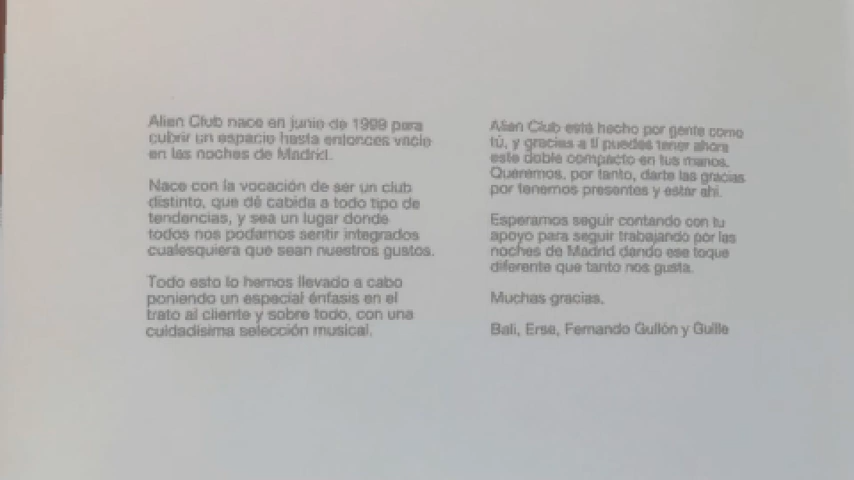 Alien Club nace en junio de 1999 para
cubrir un espacio hasta entonces vacío
en las noches de Madrid.
Nace con la vocación de ser un club
distinto, que dé cabida a todo tipo de
tendencias, y sea un lugar donde
todos nos podamos sentir integrados
cualesquiera que sean nuestros gustos.
Todo esto lo hemos llevado a cabo
poniendo un especial énfasis en el
trato al cliente y sobre todo, con una
cuidadísima selección musical.
Alien Club está hecho por gente como
tú, y gracias a ti puedes tener ahora
este doble compacto en tus manos.
Queremos, por tanto, darte las gracias
por tenernos presentes y estar ahí.
Esperamos seguir contando con tu
apoyo para seguir trabajando por las
noches de Madrid dando ese toque
diferente que tanto nos gusta.
Muchas gracias.
Bali, Erse, Fernando Gullón y Guille